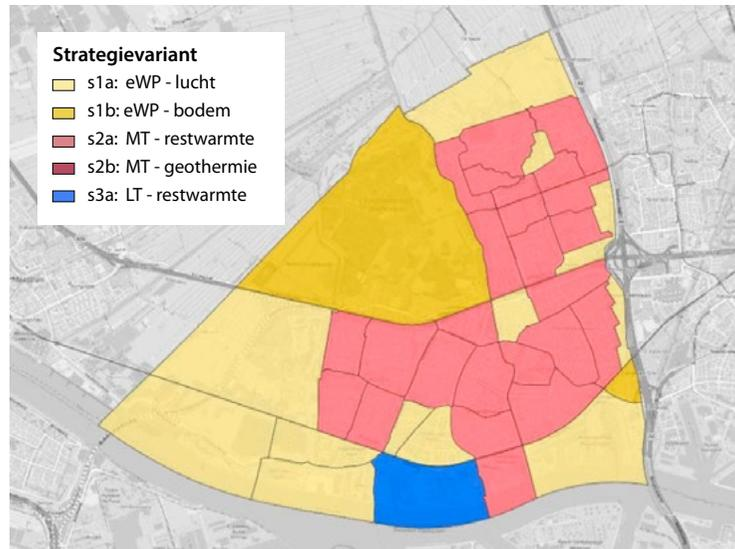 Strategievariant
s1a: eWP - lucht
s1b: eWP - bodem
s2a: MT - restwarmte
s2b: MT - geothermie
s3a: LT - restwarmte